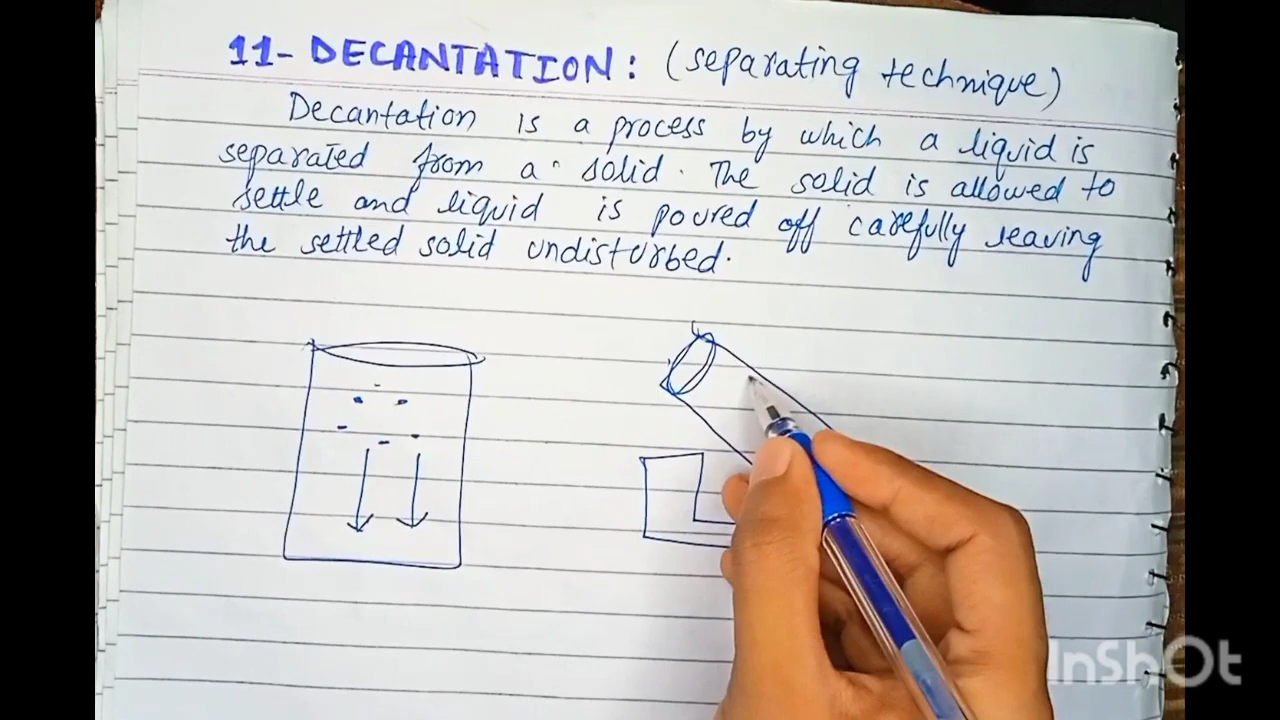 11- DECANTATION: (separating technique)
Decantation is a process by which a liquid is
separated from a solid. The solid is allowed to
settle and liquid is poured off carefully leaving
the settled solid undisturbed.
InShOt